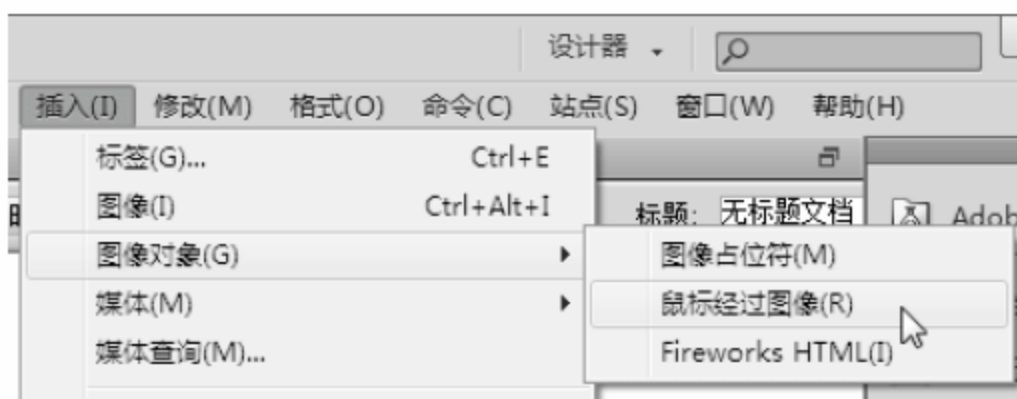 设计器
插入(I) 修改(M) 格式(O) 命令(C) 站点(S) 窗口(W) 帮助(H)
标签(G)... Ctrl+E
图像(I) Ctrl+Alt+I
标题: 无标题文档
Adob
图像对象(G)
图像占位符(M)
媒体(M)
鼠标经过图像(R)
媒体查询(M)...
Fireworks HTML(I)